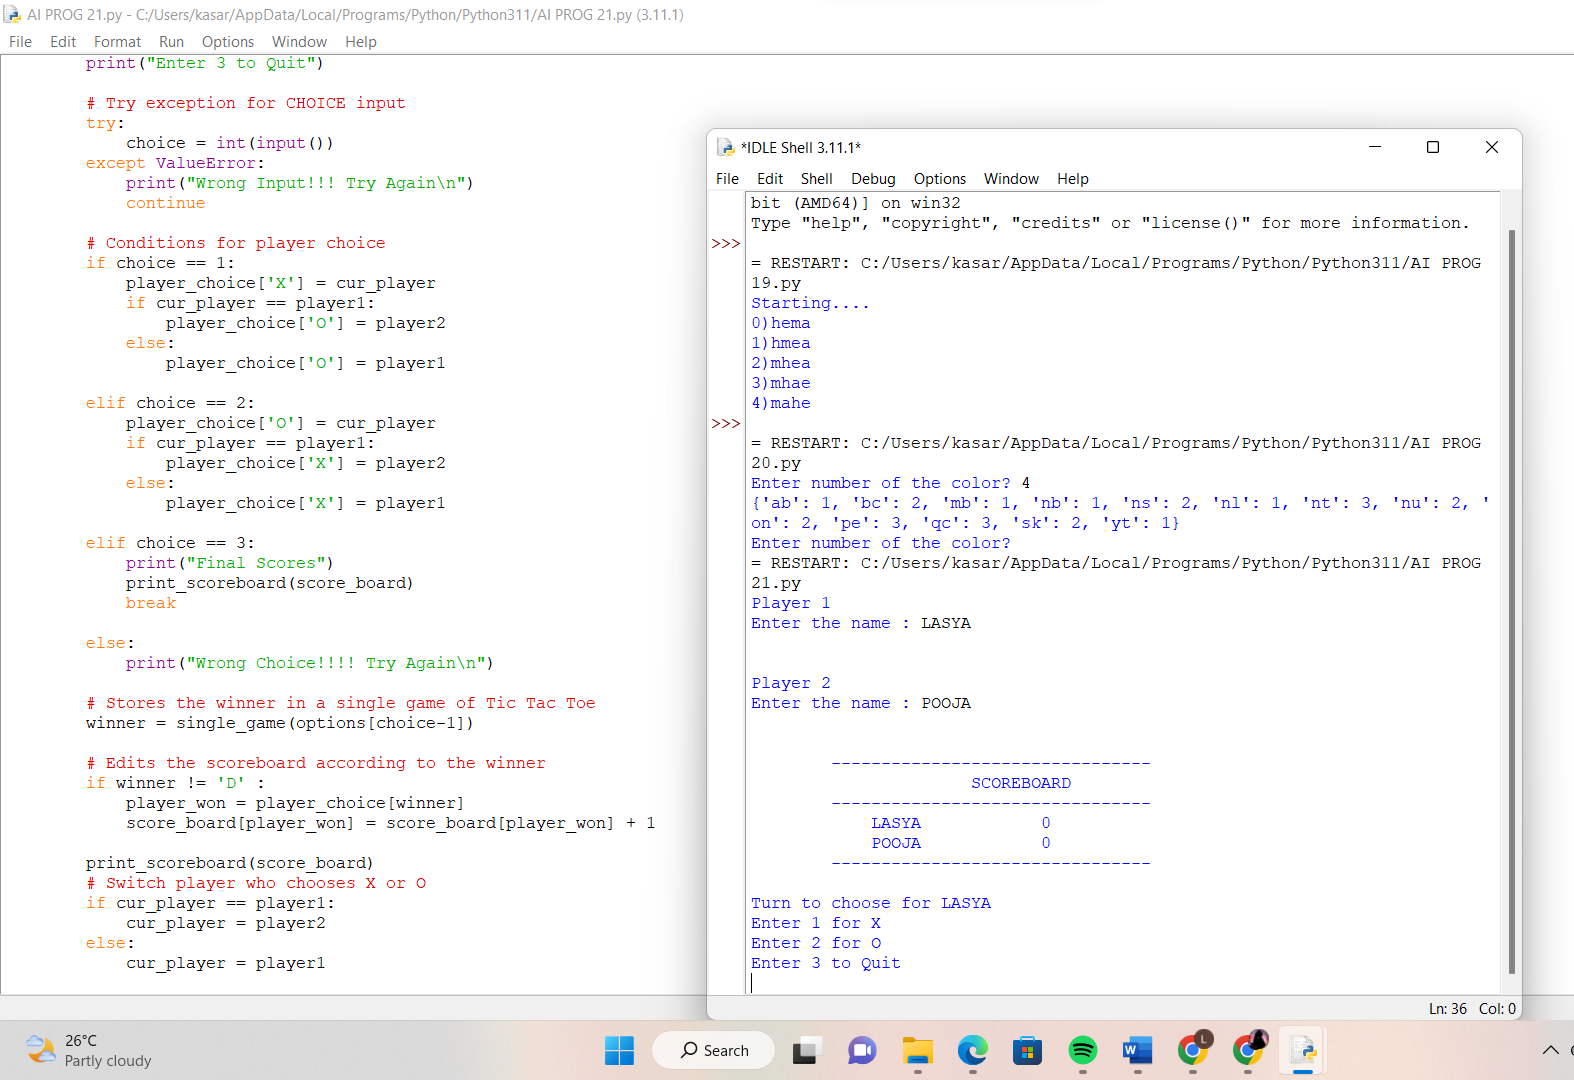 AI PROG 21.py - C:/Users/kasar/AppData/Local/Programs/Python/Python311/AI PROG 21.py (3.11.1)
File Edit Format Run Options Window Help
print("Enter 3 to Quit")
# Try exception for CHOICE input
try:
choice = int(input())
except ValueError:
print("Wrong Input!!! Try Again\n")
continue
# Conditions for player choice
if choice == 1:
player_choice['X'] = cur_player
if cur_player == player1:
player_choice['O'] = player2
else:
player_choice['O'] = player1
elif choice == 2:
player_choice['O'] = cur_player
if cur_player == player1:
player_choice['X'] = player2
else:
player_choice['X'] = player1
elif choice == 3:
print("Final Scores")
print_scoreboard(score_board)
break
else:
print("Wrong Choice!!!! Try Again\n")
# Stores the winner in a single game of Tic Tac Toe
winner = single_game(options[choice-1])
# Edits the scoreboard according to the winner
if winner != 'D' :
player_won = player_choice[winner]
score_board[player_won] = score_board[player_won] + 1
print_scoreboard(score_board)
# Switch player who chooses X or O
if cur_player == player1:
cur_player = player2
else:
cur_player = player1
*IDLE Shell 3.11.1*
File Edit Shell Debug Options Window Help
bit (AMD64)] on win32
Type "help", "copyright", "credits" or "license()" for more information.
>>>
= RESTART: C:/Users/kasar/AppData/Local/Programs/Python/Python311/AI PROG
19.py
Starting....
0)hema
1)hmea
2)mhea
3)mhae
4)mahe
>>>
= RESTART: C:/Users/kasar/AppData/Local/Programs/Python/Python311/AI PROG
20.py
Enter number of the color? 4
{'ab': 1, 'bc': 2, 'mb': 1, 'nb': 1, 'ns': 2, 'nl': 1, 'nt': 3, 'nu': 2, '
on': 2, 'pe': 3, 'qc': 3, 'sk': 2, 'yt': 1}
Enter number of the color?
= RESTART: C:/Users/kasar/AppData/Local/Programs/Python/Python311/AI PROG
21.py
Player 1
Enter the name : LASYA
Player 2
Enter the name : POOJA
--------------------------------
SCOREBOARD
--------------------------------
LASYA 0
POOJA 0
--------------------------------
Turn to choose for LASYA
Enter 1 for X
Enter 2 for O
Enter 3 to Quit
Ln: 36 Col: 0
26°C
Partly cloudy
Search
W
L